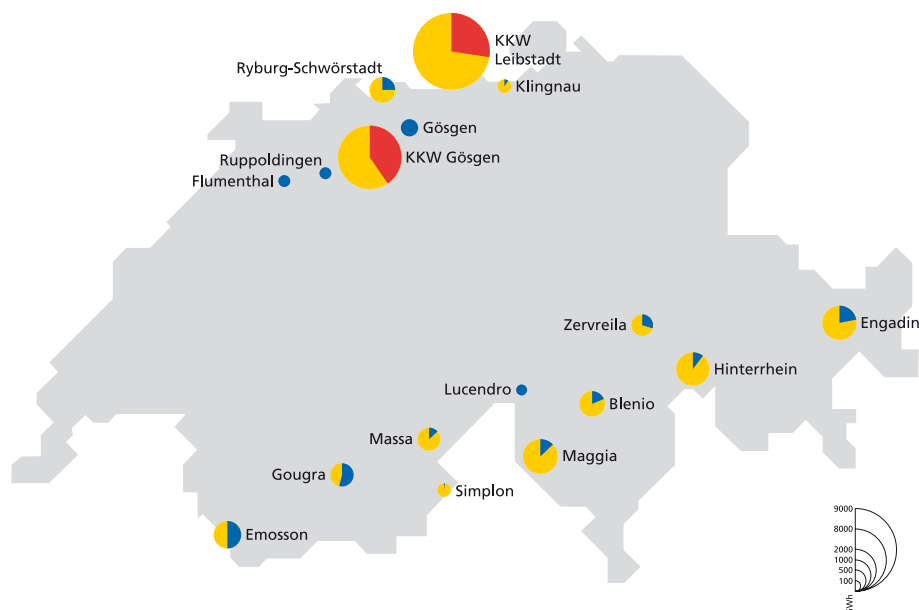 KKW
Leibstadt
Ryburg-Schwörstadt
Klingnau
Gösgen
KKW Gösgen
Ruppoldingen
Flumenthal
Zervreila
Engadin
Hinterrhein
Lucendro
Blenio
Massa
Maggia
Gougra
Simplon
Emosson
9000
8000
2000
1000
500
100
GWh